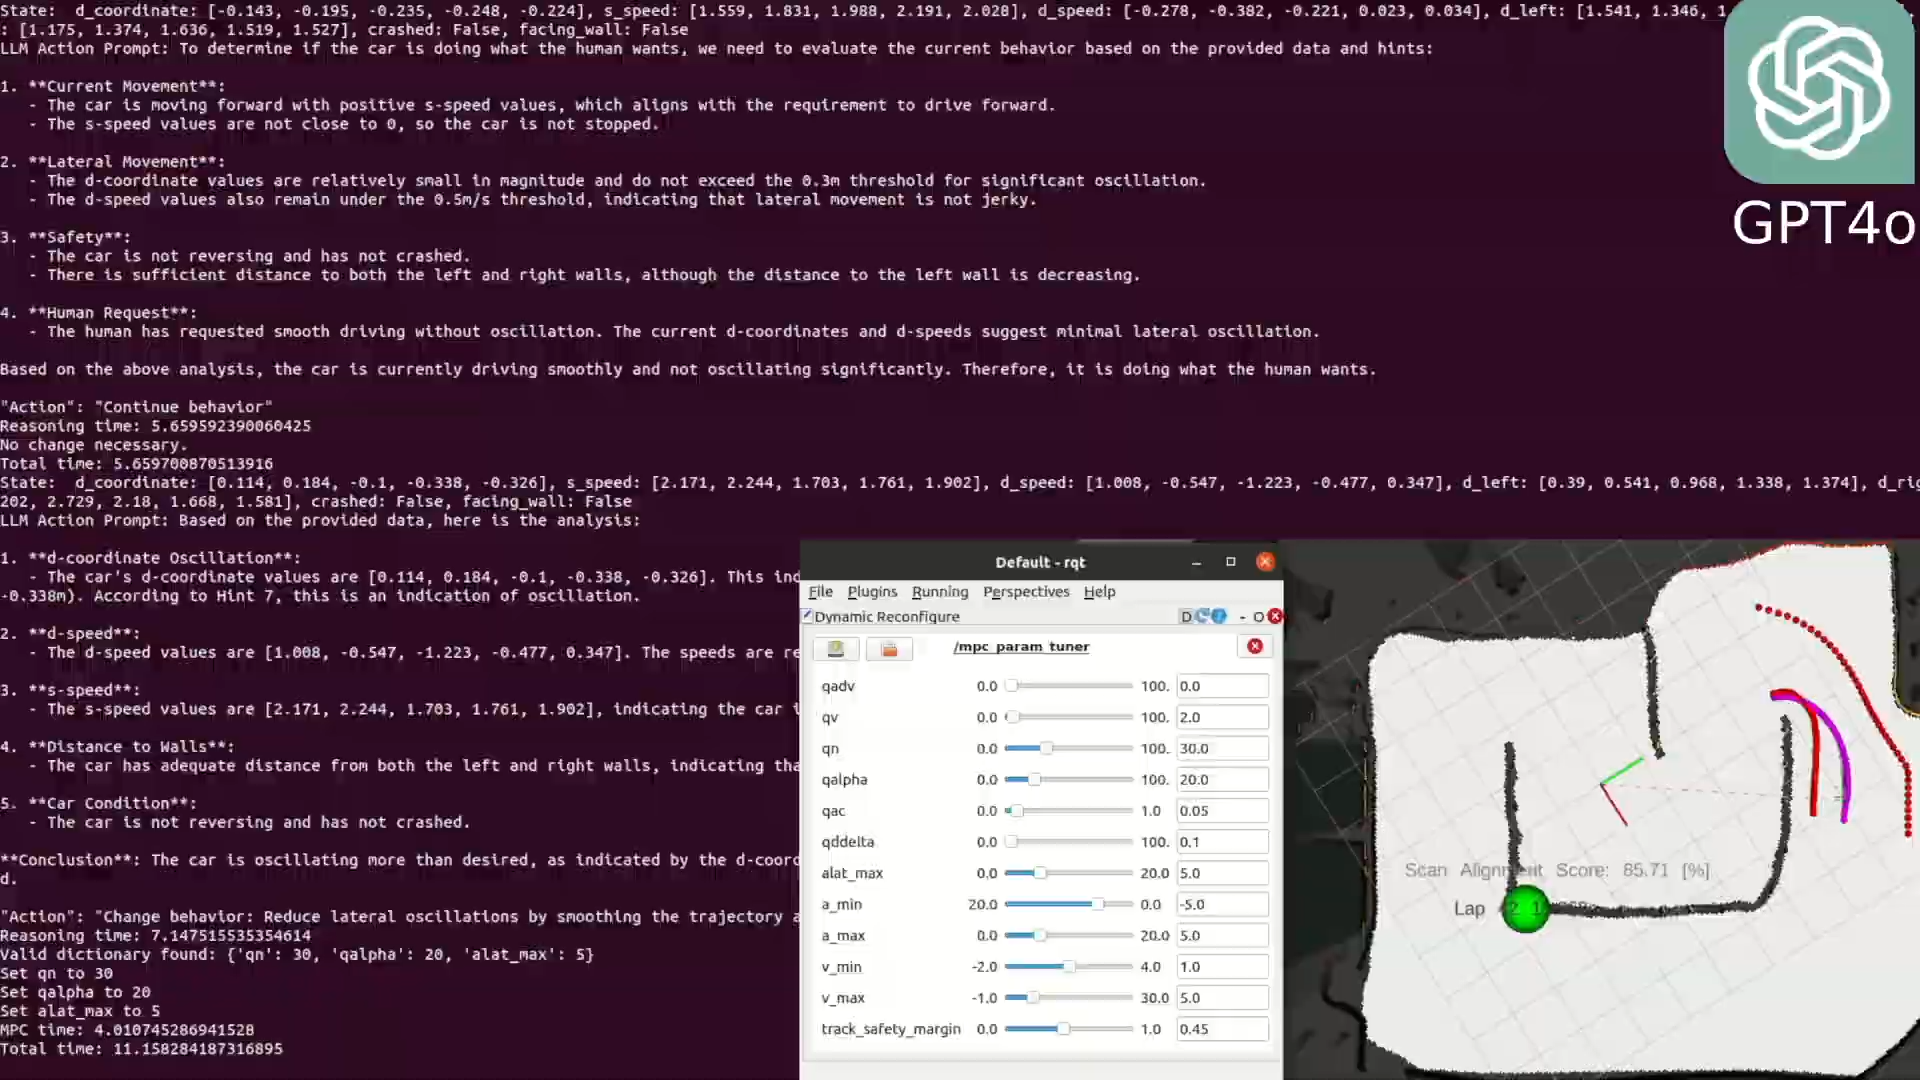 State:  d_coordinate: [-0.143, -0.195, -0.235, -0.248, -0.224], s_speed: [1.559, 1.831, 1.988, 2.191, 2.028], d_speed: [-0.278, -0.382, -0.221, 0.023, 0.034], d_left: [1.541, 1.346, 1
: [1.175, 1.374, 1.636, 1.519, 1.527], crashed: False, facing_wall: False
LLM Action Prompt: To determine if the car is doing what the human wants, we need to evaluate the current behavior based on the provided data and hints:
1. **Current Movement**:
- The car is moving forward with positive s-speed values, which aligns with the requirement to drive forward.
- The s-speed values are not close to 0, so the car is not stopped.
2. **Lateral Movement**:
- The d-coordinate values are relatively small in magnitude and do not exceed the 0.3m threshold for significant oscillation.
- The d-speed values also remain under the 0.5m/s threshold, indicating that lateral movement is not jerky.
3. **Safety**:
- The car is not reversing and has not crashed.
- There is sufficient distance to both the left and right walls, although the distance to the left wall is decreasing.
4. **Human Request**:
- The human has requested smooth driving without oscillation. The current d-coordinates and d-speeds suggest minimal lateral oscillation.
Based on the above analysis, the car is currently driving smoothly and not oscillating significantly. Therefore, it is doing what the human wants.
"Action": "Continue behavior"
Reasoning time: 5.659592390060425
No change necessary.
Total time: 5.659700870513916
State:  d_coordinate: [0.114, 0.184, -0.1, -0.338, -0.326], s_speed: [2.171, 2.244, 1.703, 1.761, 1.902], d_speed: [1.008, -0.547, -1.223, -0.477, 0.347], d_left: [0.39, 0.541, 0.968, 1.338, 1.374], d_rig
202, 2.729, 2.18, 1.668, 1.581], crashed: False, facing_wall: False
LLM Action Prompt: Based on the provided data, here is the analysis:
1. **d-coordinate Oscillation**:
- The car's d-coordinate values are [0.114, 0.184, -0.1, -0.338, -0.326]. This ind
-0.338m). According to Hint 7, this is an indication of oscillation.
2. **d-speed**:
- The d-speed values are [1.008, -0.547, -1.223, -0.477, 0.347]. The speeds are re
3. **s-speed**:
- The s-speed values are [2.171, 2.244, 1.703, 1.761, 1.902], indicating the car i
4. **Distance to Walls**:
- The car has adequate distance from both the left and right walls, indicating tha
5. **Car Condition**:
- The car is not reversing and has not crashed.
**Conclusion**: The car is oscillating more than desired, as indicated by the d-coord
d.
"Action": "Change behavior: Reduce lateral oscillations by smoothing the trajectory a
Reasoning time: 7.147515535354614
Valid dictionary found: {'qn': 30, 'qalpha': 20, 'alat_max': 5}
Set qn to 30
Set qalpha to 20
Set alat_max to 5
MPC time: 4.010745286941528
Total time: 11.158284187316895
GPT4o
Default - rqt
File Plugins Running Perspectives Help
Dynamic Reconfigure D - O
/mpc_param_tuner
qadv 0.0 100. 0.0
qv 0.0 100. 2.0
qn 0.0 100. 30.0
qalpha 0.0 100. 20.0
qac 0.0 1.0 0.05
qddelta 0.0 100. 0.1
alat_max 0.0 20.0 5.0
a_min 20.0 0.0 -5.0
a_max 0.0 20.0 5.0
v_min -2.0 4.0 1.0
v_max -1.0 30.0 5.0
track_safety_margin 0.0 1.0 0.45
Scan Alignment Score: 85.71 [%]
Lap